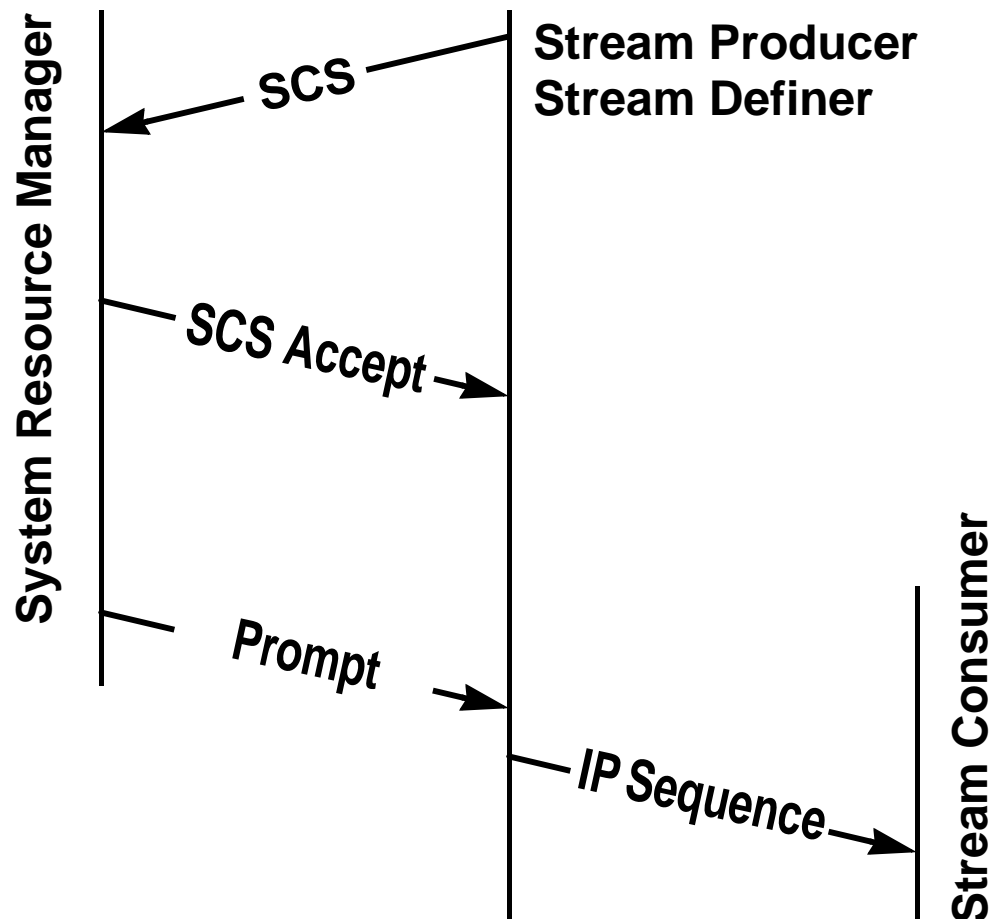 System Resource Manager
Stream Producer
Stream Definer
SCS
SCS Accept
Prompt
IP Sequence
Stream Consumer